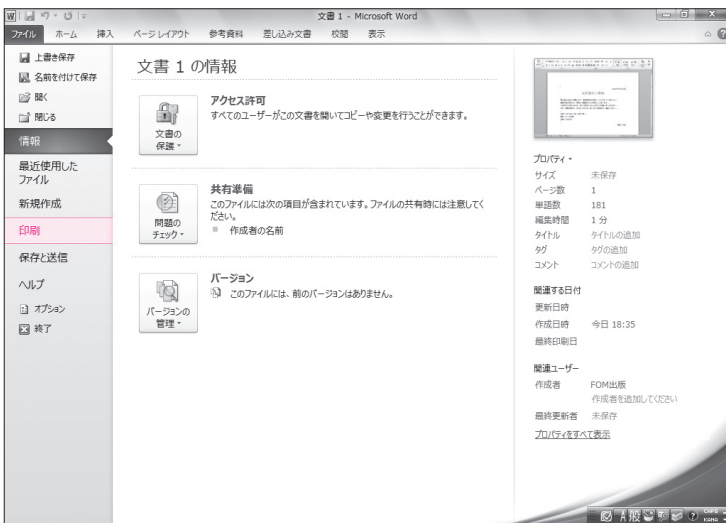 文書 1 - Microsoft Word
ファイル ホーム 挿入 ページ レイアウト 参考資料 差し込み文書 校閲 表示
上書き保存
名前を付けて保存
開く
閉じる
情報
最近使用した
ファイル
新規作成
印刷
保存と送信
ヘルプ
オプション
終了
文書 1 の情報
文書の
保護
アクセス許可
すべてのユーザーがこの文書を開いてコピーや変更を行うことができます。
問題の
チェック
共有準備
このファイルには次の項目が含まれています。ファイルの共有時には注意してく
ださい。
作成者の名前
バージョンの
管理
バージョン
このファイルには、前のバージョンはありません。
プロパティ
サイズ 未保存
ページ数 1
単語数 181
編集時間 1 分
タイトル タイトルの追加
タグ タグの追加
コメント コメントの追加
関連する日付
更新日時
作成日時 今日 18:35
最終印刷日
関連ユーザー
作成者 FOM出版
作成者を追加してください
最終更新者 未保存
プロパティをすべて表示
A 般
CAPS
KANA